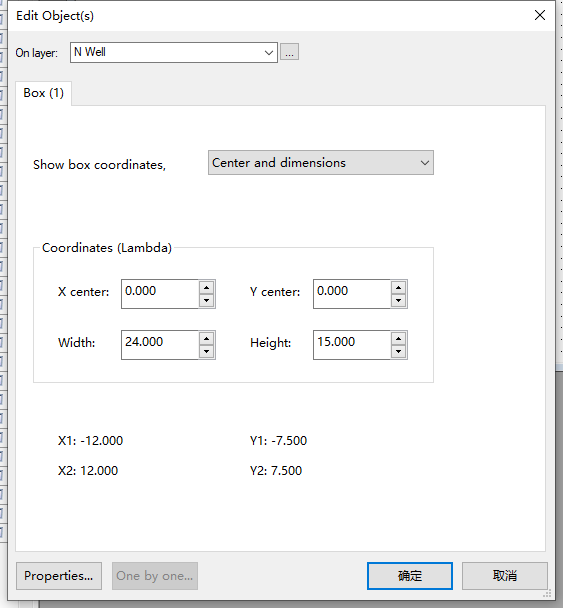 Edit Object(s)
On layer: N Well ...
Box (1)
Show box coordinates, Center and dimensions
Coordinates (Lambda)
X center: 0.000 Y center: 0.000
Width: 24.000 Height: 15.000
X1: -12.000 Y1: -7.500
X2: 12.000 Y2: 7.500
Properties... One by one... 确定 取消